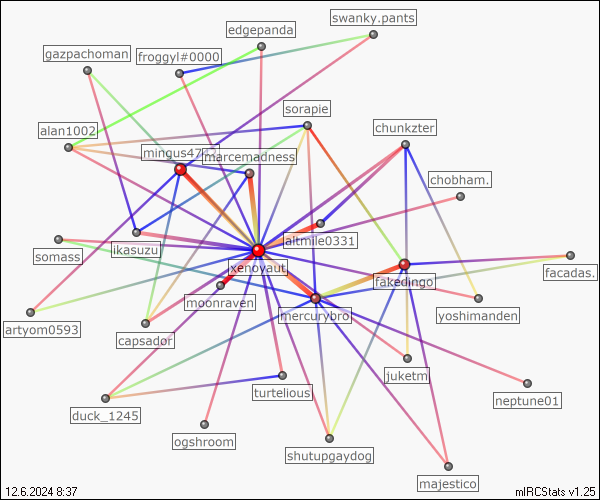 swanky.pants
edgepanda
gazpachoman
froggyl#0000
sorapie
alan1002
chunkzter
marcemadness
chobham.
altmile0331
somass
ikasuzu
xenovaut
fakedingo
facadas.
moonraven
mercurybro
yoshimanden
artyom0593
capsador
juketm
turtelious
neptune01
duck_1245
ogshroom
shutupgaydog
majestico
12.6.2024 8:37
mIRCStats v1.25